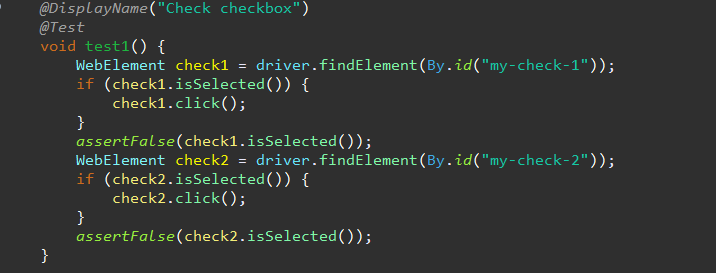 @DisplayName("Check checkbox")
@Test
void test1() {
WebElement check1 = driver.findElement(By.id("my-check-1"));
if (check1.isSelected()) {
check1.click();
}
assertFalse(check1.isSelected());
WebElement check2 = driver.findElement(By.id("my-check-2"));
if (check2.isSelected()) {
check2.click();
}
assertFalse(check2.isSelected());
}